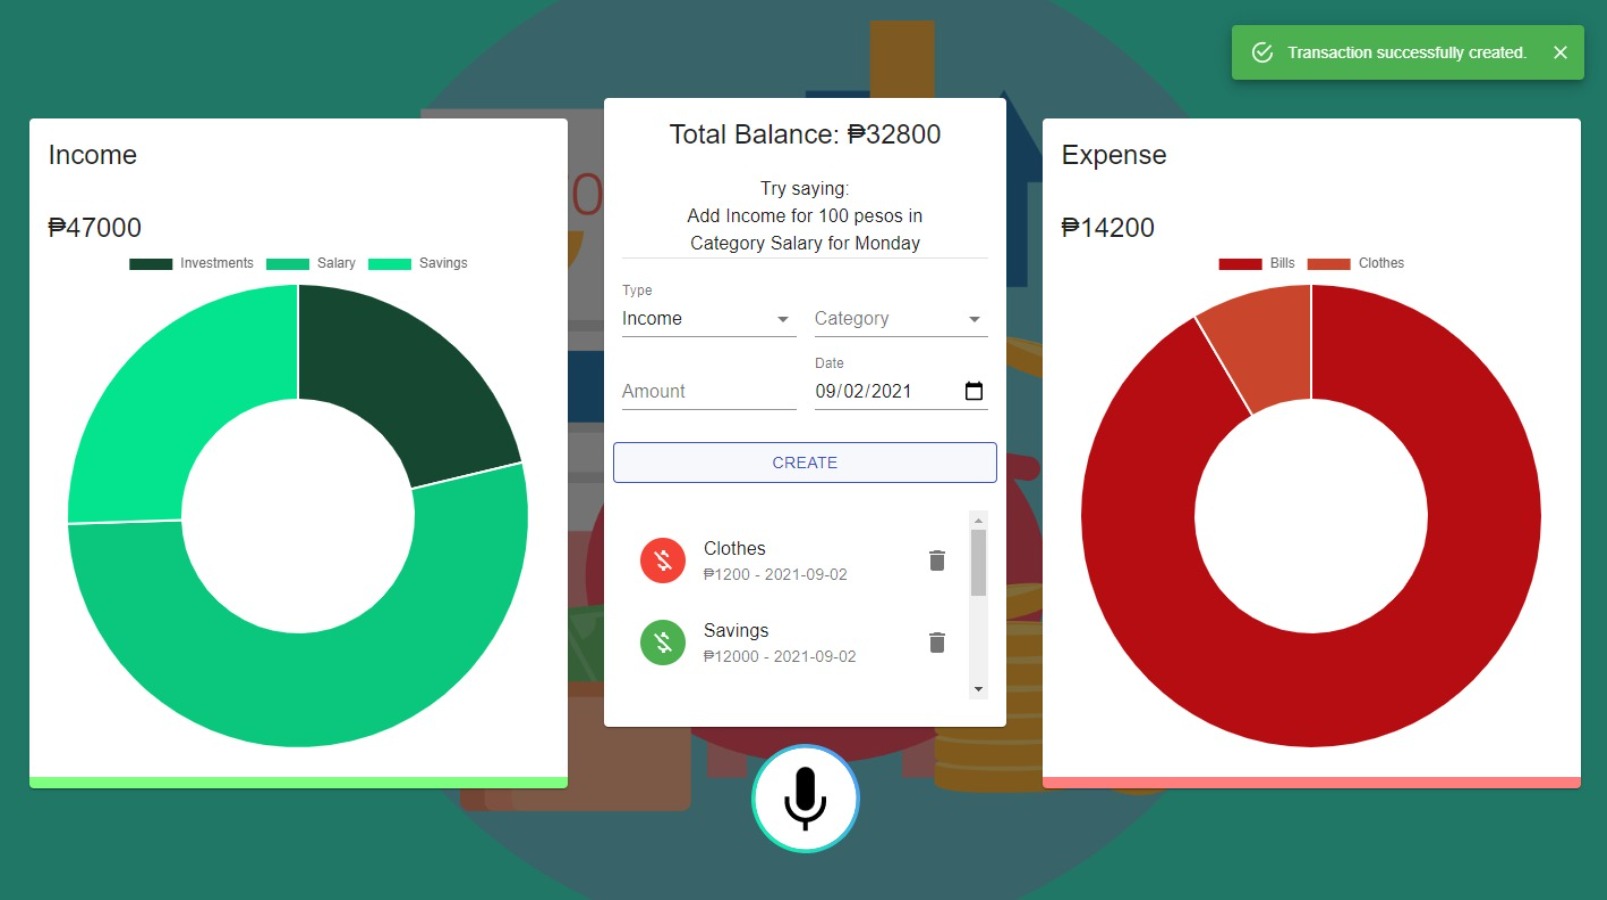 Transaction successfully created.
Income
₱47000
Investments Salary Savings
Total Balance: ₱32800
Try saying:
Add Income for 100 pesos in
Category Salary for Monday
Type
Income
Category
Amount
Date
09/02/2021
CREATE
Clothes
₱1200 - 2021-09-02
Savings
₱12000 - 2021-09-02
Expense
₱14200
Bills Clothes